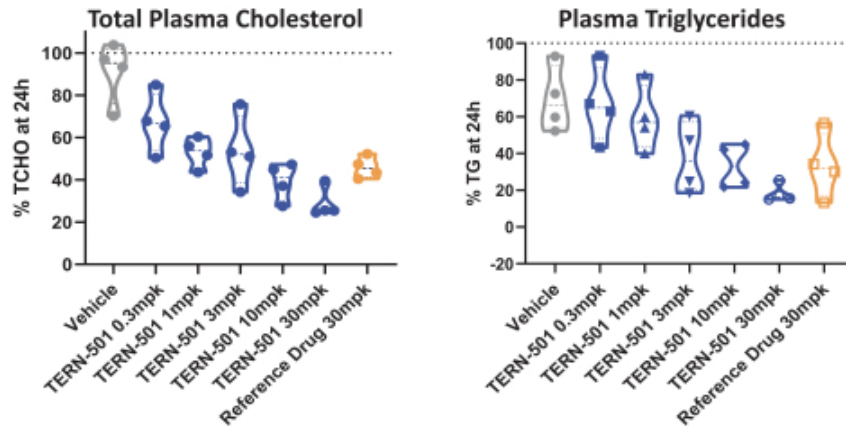 Total Plasma Cholesterol
% TCHO at 24h
100
80
60
40
20
0
Vehicle
TERN-501 0.3mpk
TERN-501 1mpk
TERN-501 3mpk
TERN-501 10mpk
TERN-501 30mpk
Reference Drug 30mpk
Plasma Triglycerides
% TG at 24h
100
80
60
40
20
0
-20
Vehicle
TERN-501 0.3mpk
TERN-501 1mpk
TERN-501 3mpk
TERN-501 10mpk
TERN-501 30mpk
Reference Drug 30mpk